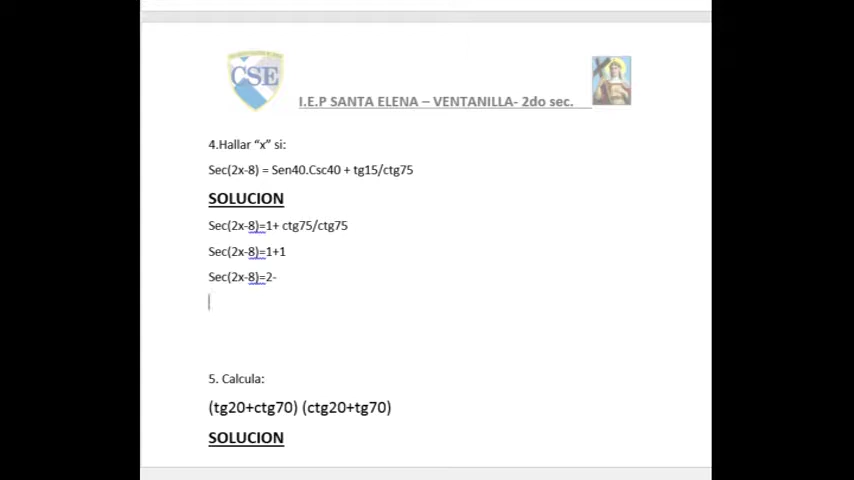 CSE
I.E.P SANTA ELENA – VENTANILLA- 2do sec.
4.Hallar “x” si:
Sec(2x-8) = Sen40.Csc40 + tg15/ctg75
SOLUCION
Sec(2x-8)=1+ ctg75/ctg75
Sec(2x-8)=1+1
Sec(2x-8)=2-
5. Calcula:
(tg20+ctg70) (ctg20+tg70)
SOLUCION